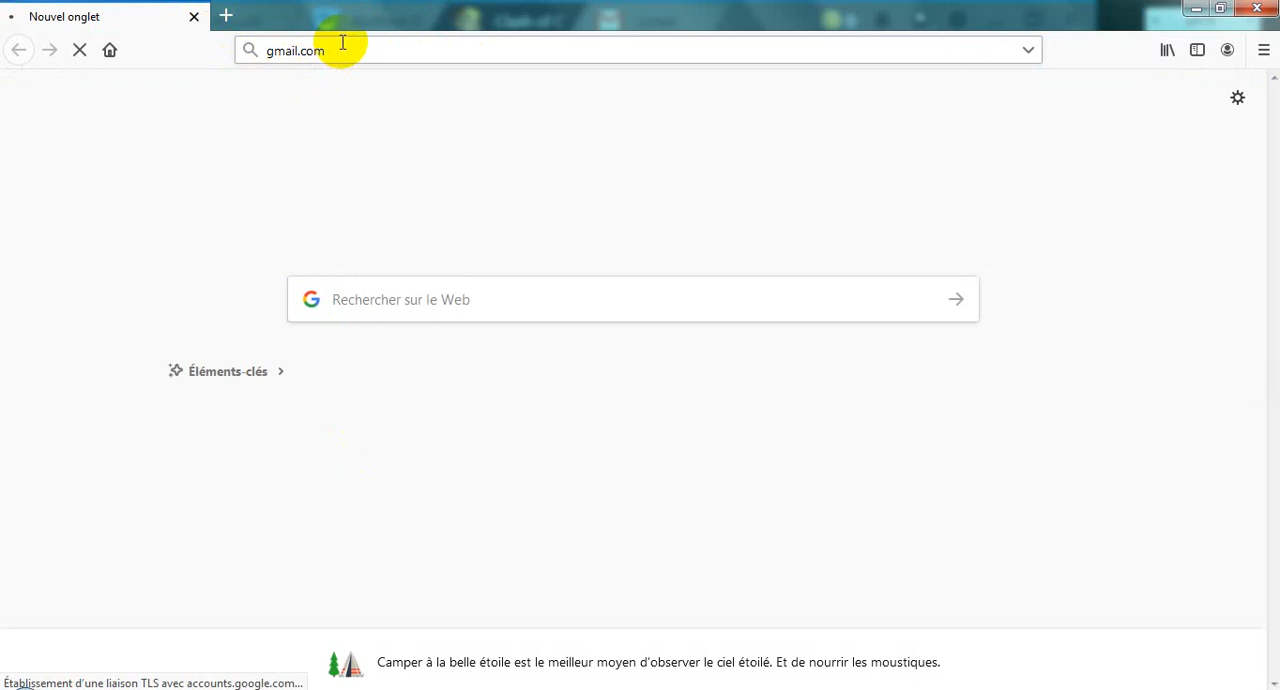 Nouvel onglet
gmail.com
Rechercher sur le Web
Éléments-clés
Camper à la belle étoile est le meilleur moyen d'observer le ciel étoilé. Et de nourrir les moustiques.
Établissement d'une liaison TLS avec accounts.google.com...